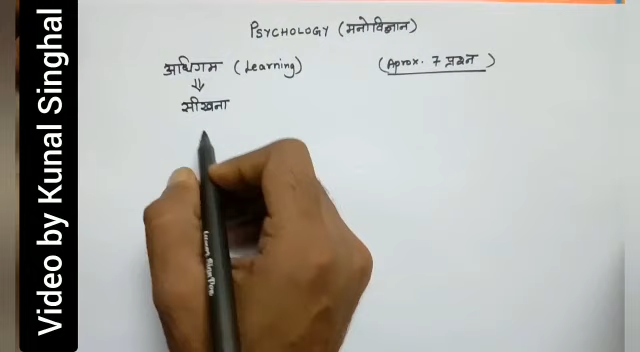 Video by Kunal Singhal
PSYCHOLOGY (मनोविज्ञान)
अधिगम (Learning) (Aprox. 7 प्रश्न)
⇓
सीखना